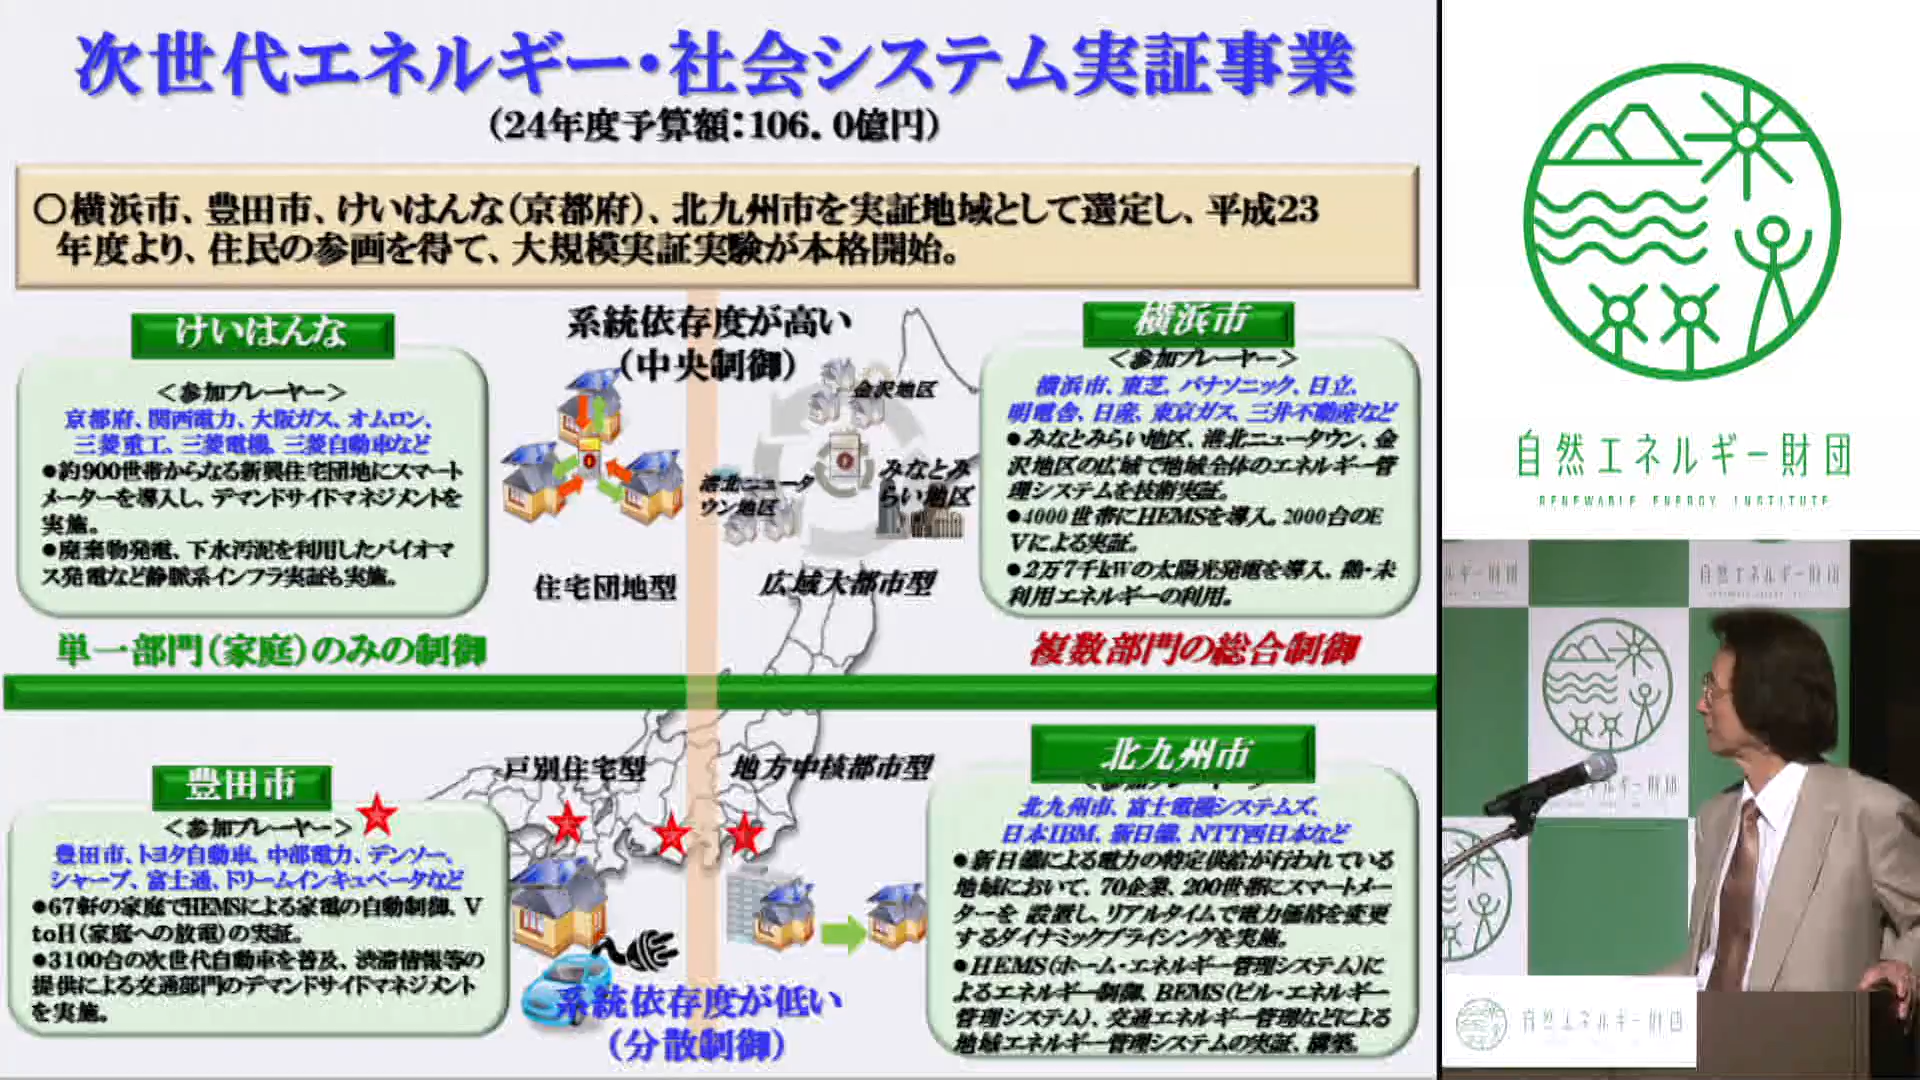 次世代エネルギー・社会システム実証事業
（24年度予算額：106．0億円）
○横浜市、豊田市、けいはんな（京都府）、北九州市を実証地域として選定し、平成23
年度より、住民の参画を得て、大規模実証実験が本格開始。
けいはんな
＜参加プレーヤー＞
京都府、関西電力、大阪ガス、オムロン、
三菱重工、三菱電機、三菱自動車など
●約900世帯からなる新興住宅団地にスマート
メーターを導入し、デマンドサイドマネジメントを
実施。
●廃棄物発電、下水汚泥を利用したバイオマ
ス発電など静脈系インフラ実証も実施。
系統依存度が高い
（中央制御）
金沢地区
港北ニュータ
ウン地区
みなとみ
らい地区
住宅団地型
広域大都市型
横浜市
＜参加プレーヤー＞
横浜市、東芝、パナソニック、日立、
明電舎、日産、東京ガス、三井不動産など
●みなとみらい地区、港北ニュータウン、金
沢地区の広域で地域全体のエネルギー管
理システムを技術実証。
●4000世帯にHEMSを導入。2000台のE
Vによる実証。
●2万7千kWの太陽光発電を導入、熱・未
利用エネルギーの利用。
単一部門（家庭）のみの制御
複数部門の総合制御
豊田市
＜参加プレーヤー＞
豊田市、トヨタ自動車、中部電力、デンソー、
シャープ、富士通、ドリームインキュベータなど
●67軒の家庭でHEMSによる家電の自動制御、V
toH（家庭への放電）の実証。
●3100台の次世代自動車を普及、渋滞情報等の
提供による交通部門のデマンドサイドマネジメント
を実施。
戸別住宅型
地方中核都市型
系統依存度が低い
（分散制御）
北九州市
北九州市、富士電機システムズ、
日本IBM、新日鐵、NTT西日本など
●新日鐵による電力の特定供給が行われている
地域において、70企業、200世帯にスマートメー
ターを 設置し、リアルタイムで電力価格を変更
するダイナミックプライシングを実施。
●HEMS（ホーム・エネルギー管理システム）に
よるエネルギー制御、BEMS（ビル・エネルギー
管理システム）、交通エネルギー管理などによる
地域エネルギー管理システムの実証、構築。
自然エネルギー財団
RENEWABLE ENERGY INSTITUTE
ルギー財団
自然エネルギー財団
自然エネルギー財団